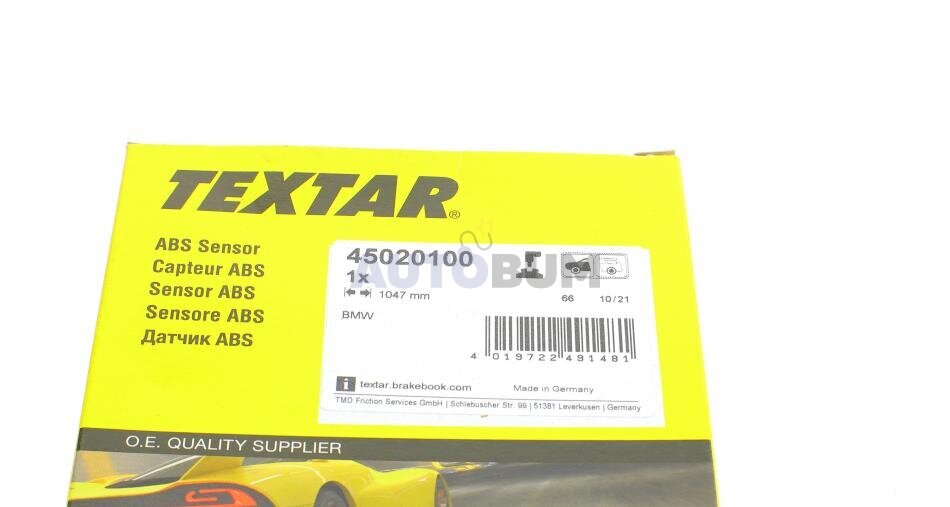 TEXTAR®
ABS Sensor
Capteur ABS
Sensor ABS
Sensore ABS
Датчик ABS
45020100
1x
AUTOBUM
1047 mm
66 10/21
BMW
4 019722 491481
i textar.brakebook.com
Made in Germany
TMD Friction Services GmbH | Schlebuscher Str. 99 | 51381 Leverkusen | Germany
O.E. QUALITY SUPPLIER